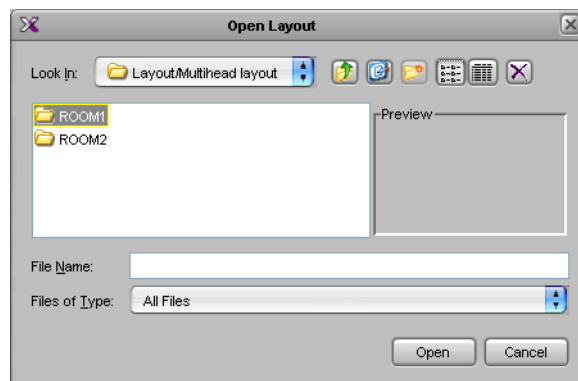 Open Layout
Look In: Layout/Multihead layout
ROOM1
Preview
ROOM2
File Name:
Files of Type: All Files
Open Cancel